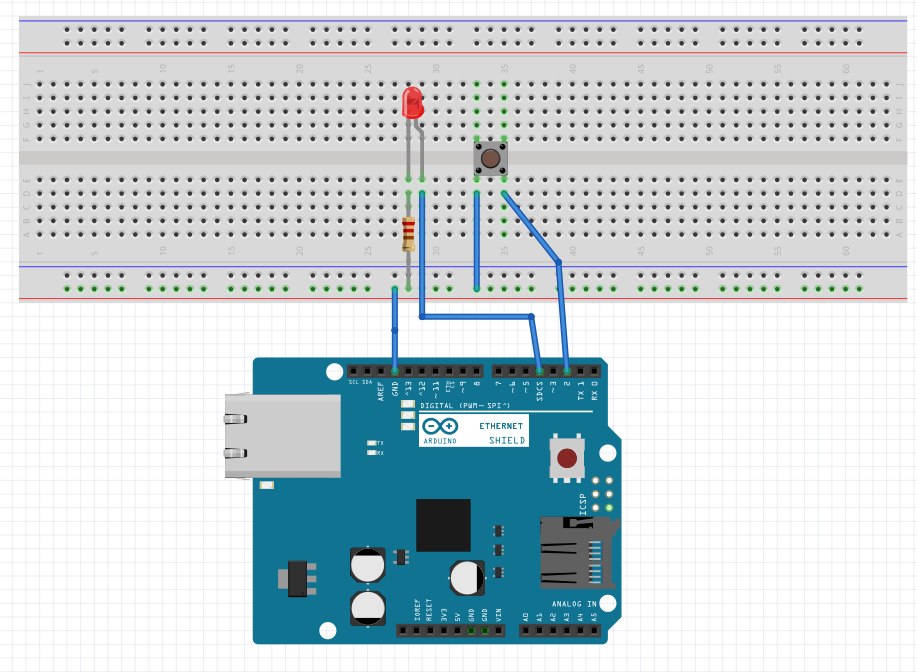 1 5 10 15 20 25 30 35 40 45 50 55 60
J J
I I
H H
G G
F F
E E
D D
C C
B B
A A
1 5 10 15 20 25 30 35 40 45 50 55 60
SCL SDA AREF GND ^13 ^12 ~11 ~9 8 7 ~6 ~5 SDCS ~3 2 TX 1 RX 0
DIGITAL (PWM~ SPI^)
ARDUINO
ETHERNET
SHIELD
TX
RX
ICSP
ANALOG IN
IOREF RESET 3V3 5V GND GND VIN A0 A1 A2 A3 A4 A5